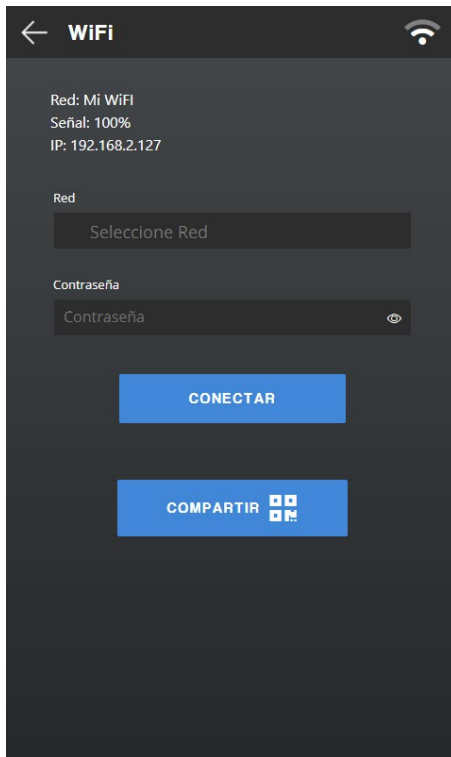 WiFi
Red: Mi WiFI
Señal: 100%
IP: 192.168.2.127
Red
Seleccione Red
Contraseña
Contraseña
CONECTAR
COMPARTIR